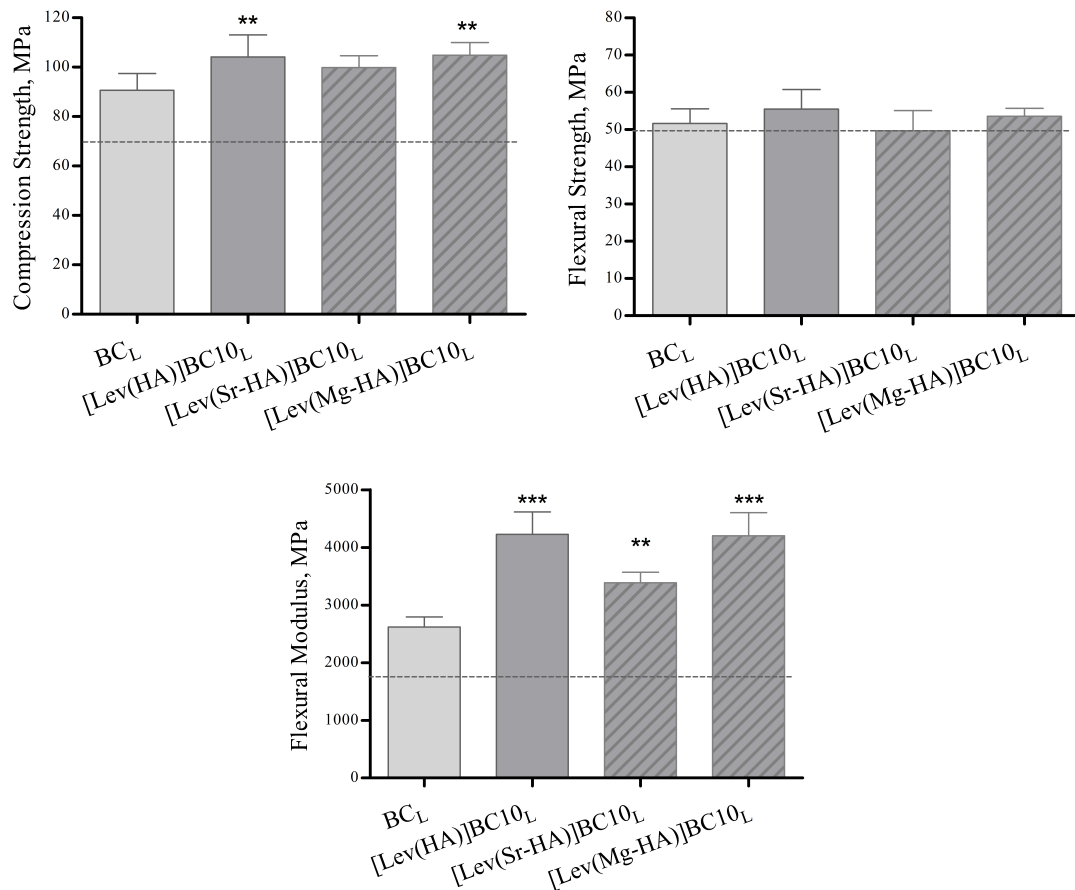 Compression Strength, MPa
120
100
80
60
40
20
0
**
**
BC_L
[Lev(HA)]BC10_L
[Lev(Sr-HA)]BC10_L
[Lev(Mg-HA)]BC10_L
Flexural Strength, MPa
80
70
60
50
40
30
20
10
0
BC_L
[Lev(HA)]BC10_L
[Lev(Sr-HA)]BC10_L
[Lev(Mg-HA)]BC10_L
Flexural Modulus, MPa
5000
4000
3000
2000
1000
0
***
**
***
BC_L
[Lev(HA)]BC10_L
[Lev(Sr-HA)]BC10_L
[Lev(Mg-HA)]BC10_L